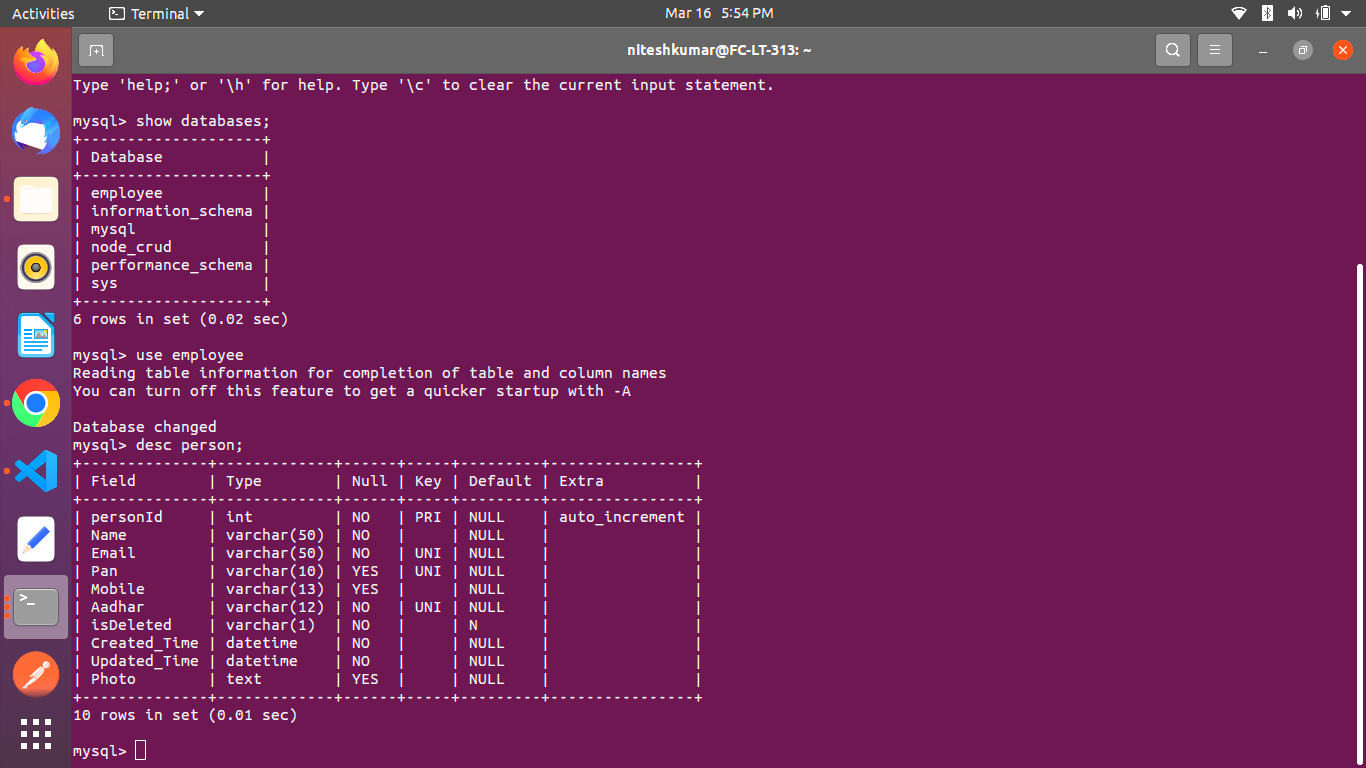 Activities Terminal Mar 16 5:54 PM
niteshkumar@FC-LT-313: ~
Type 'help;' or '\h' for help. Type '\c' to clear the current input statement.
mysql> show databases;
+--------------------+
| Database           |
+--------------------+
| employee           |
| information_schema |
| mysql              |
| node_crud          |
| performance_schema |
| sys                |
+--------------------+
6 rows in set (0.02 sec)
mysql> use employee
Reading table information for completion of table and column names
You can turn off this feature to get a quicker startup with -A
Database changed
mysql> desc person;
+--------------+-------------+------+-----+---------+----------------+
| Field        | Type        | Null | Key | Default | Extra          |
+--------------+-------------+------+-----+---------+----------------+
| personId     | int         | NO   | PRI | NULL    | auto_increment |
| Name         | varchar(50) | NO   |     | NULL    |                |
| Email        | varchar(50) | NO   | UNI | NULL    |                |
| Pan          | varchar(10) | YES  | UNI | NULL    |                |
| Mobile       | varchar(13) | YES  |     | NULL    |                |
| Aadhar       | varchar(12) | NO   | UNI | NULL    |                |
| isDeleted    | varchar(1)  | NO   |     | N       |                |
| Created_Time | datetime    | NO   |     | NULL    |                |
| Updated_Time | datetime    | NO   |     | NULL    |                |
| Photo        | text        | YES  |     | NULL    |                |
+--------------+-------------+------+-----+---------+----------------+
10 rows in set (0.01 sec)
mysql>